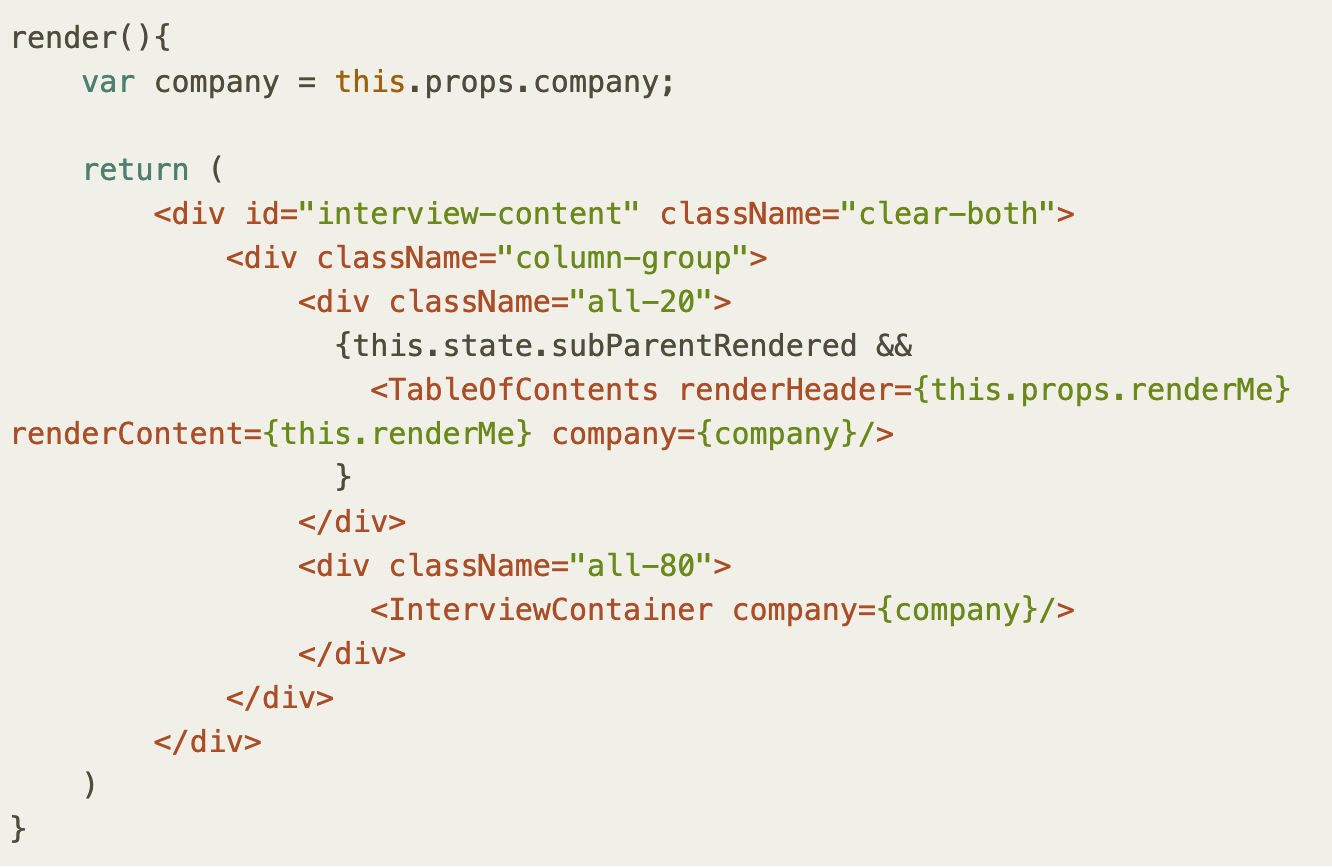 render(){
    var company = this.props.company;

    return (
        <div id="interview-content" className="clear-both">
            <div className="column-group">
                <div className="all-20">
                  {this.state.subParentRendered &&
                    <TableOfContents renderHeader={this.props.renderMe}
renderContent={this.renderMe} company={company}/>
                  }
                </div>
                <div className="all-80">
                    <InterviewContainer company={company}/>
                </div>
            </div>
        </div>
    )
}